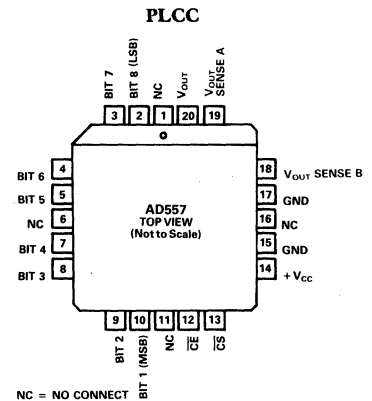 PLCC
BIT 7
BIT 8 (LSB)
NC
VOUT
VOUT
SENSE A
3 2 1 20 19
BIT 6 4
BIT 5 5
NC 6
BIT 4 7
BIT 3 8
AD557
TOP VIEW
(Not to Scale)
18 VOUT SENSE B
17 GND
16 NC
15 GND
14 +VCC
9 10 11 12 13
BIT 2
BIT 1 (MSB)
NC
CE
CS
NC = NO CONNECT